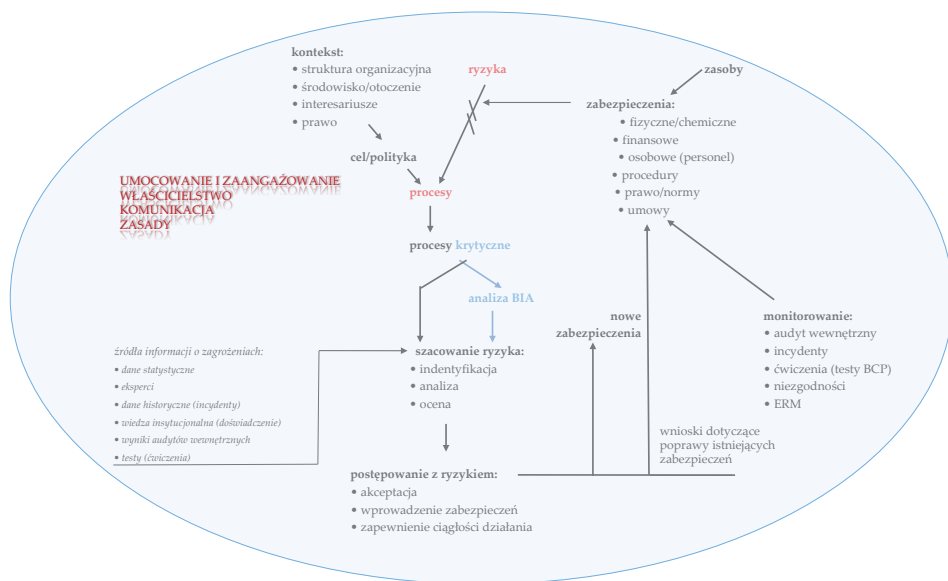 kontekst:
• struktura organizacyjna
• środowisko/otoczenie
• interesariusze
• prawo
ryzyka
zasoby
zabezpieczenia:
• fizyczne/chemiczne
• finansowe
• osobowe (personel)
• procedury
• prawo/normy
• umowy
cel/polityka
UMOCOWANIE I ZAANGAŻOWANIE
WŁAŚCICIELSTWO
KOMUNIKACJA
ZASADY
procesy
procesy krytyczne
analiza BIA
nowe
zabezpieczenia
monitorowanie:
• audyt wewnętrzny
• incydenty
• ćwiczenia (testy BCP)
• niezgodności
• ERM
źródła informacji o zagrożeniach:
• dane statystyczne
• eksperci
• dane historyczne (incydenty)
• wiedza insytucjonalna (doświadczenie)
• wyniki audytów wewnętrznych
• testy (ćwiczenia)
szacowanie ryzyka:
• indentyfikacja
• analiza
• ocena
wnioski dotyczące
poprawy istniejących
zabezpieczeń
postępowanie z ryzykiem:
• akceptacja
• wprowadzenie zabezpieczeń
• zapewnienie ciągłości działania